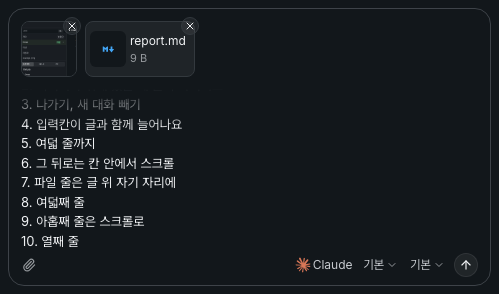 report.md
9 B
3. 나가기, 새 대화 빼기
4. 입력칸이 글과 함께 늘어나요
5. 여덟 줄까지
6. 그 뒤로는 칸 안에서 스크롤
7. 파일 줄은 글 위 자기 자리에
8. 여덟째 줄
9. 아홉째 줄은 스크롤로
10. 열째 줄
Claude 기본 기본